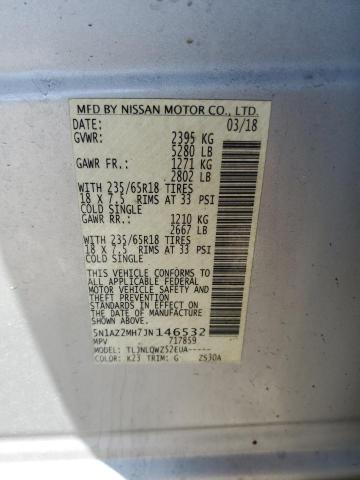 MFD BY NISSAN MOTOR CO., LTD.
DATE: 03/18
GVWR: 2395 KG
5280 LB
GAWR FR.: 1271 KG
2802 LB
WITH 235/65R18 TIRES
18 X 7.5 RIMS AT 33 PSI
COLD SINGLE
GAWR RR.: 1210 KG
2667 LB
WITH 235/65R18 TIRES
18 X 7.5 RIMS AT 33 PSI
COLD SINGLE
THIS VEHICLE CONFORMS TO
ALL APPLICABLE FEDERAL
MOTOR VEHICLE SAFETY
STANDARDS IN EFFECT ON
THE DATE OF MANUFACTURE
SHOWN ABOVE
5N1AZ2MH7JN146532
MPV 717859
MODEL: TLJNLQWZ52EUA-----
COLOR: K23 TRIM: G ZS30A